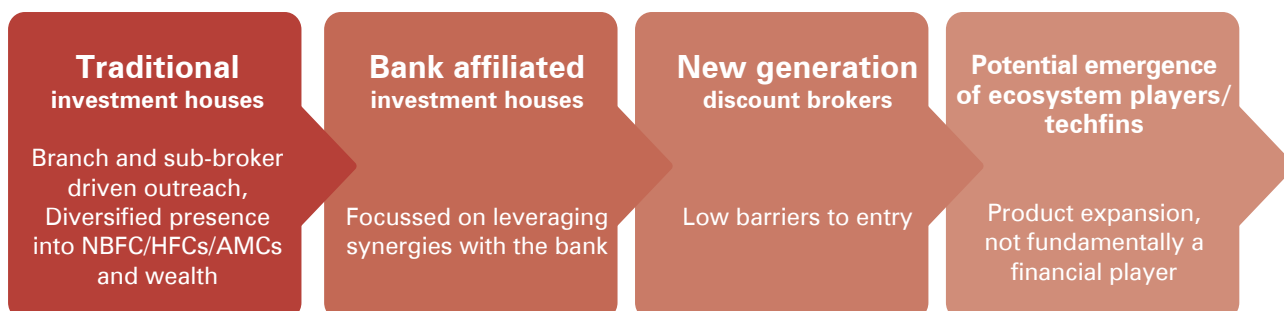 Traditional
investment houses
Branch and sub-broker
driven outreach,
Diversified presence
into NBFC/HFCs/AMCs
and wealth
Bank affiliated
investment houses
Focussed on leveraging
synergies with the bank
New generation
discount brokers
Low barriers to entry
Potential emergence
of ecosystem players/
techfins
Product expansion,
not fundamentally a
financial player